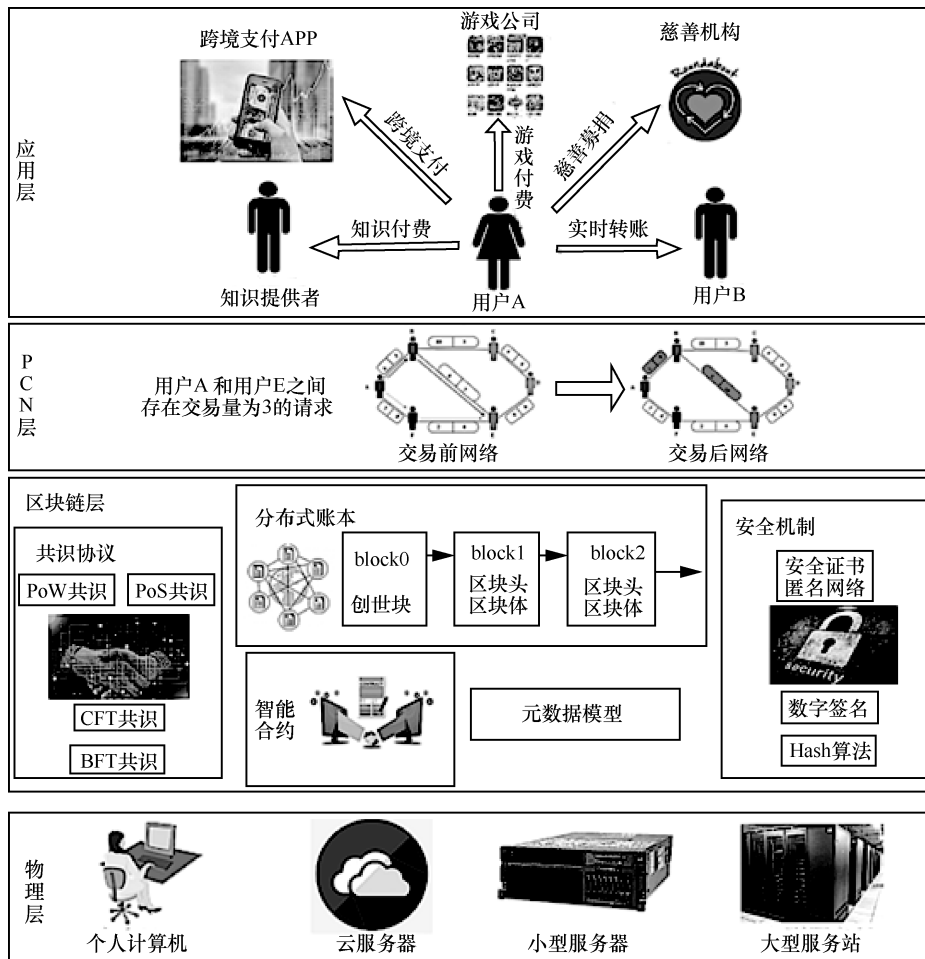 应用层
跨境支付APP
游戏公司
慈善机构
Roundabout
跨境支付
游戏付费
慈善募捐
知识付费
实时转账
知识提供者
用户A
用户B
PCN层
用户A 和用户E之间
存在交易量为3的请求
交易前网络
交易后网络
区块链层
共识协议
PoW共识
PoS共识
CFT共识
BFT共识
分布式账本
block0
创世块
block1
区块头
区块体
block2
区块头
区块体
智能
合约
元数据模型
安全机制
安全证书
匿名网络
security
数字签名
Hash算法
物理层
个人计算机
云服务器
小型服务器
大型服务站